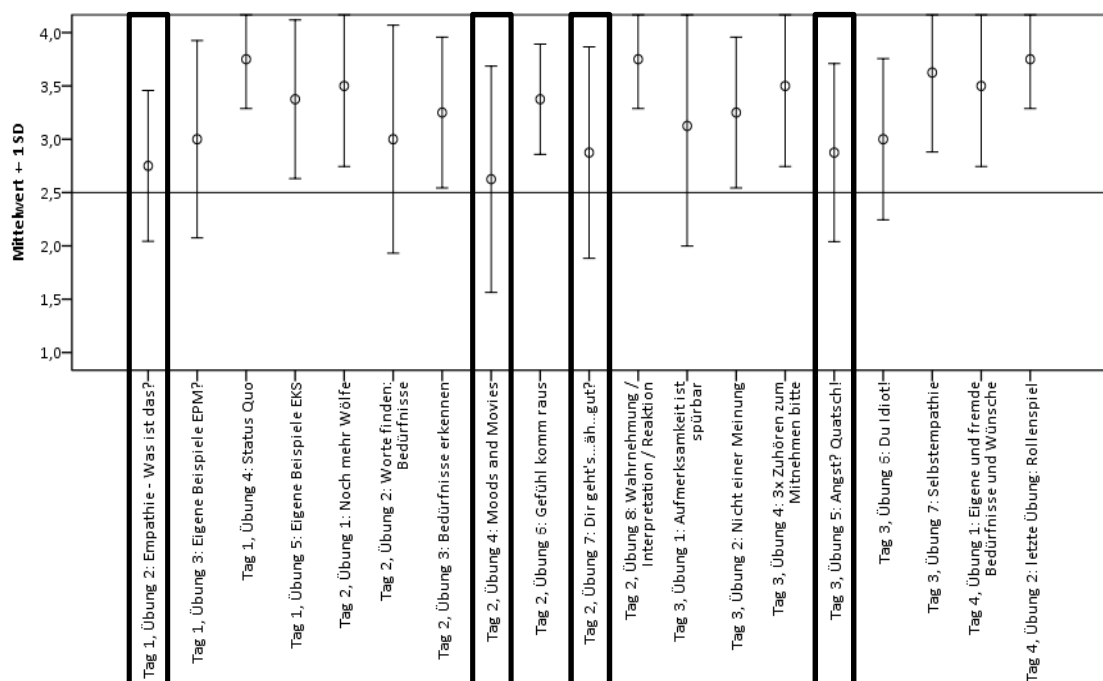 Mittelwert +- 1 SD
4,0
3,5
3,0
2,5
2,0
1,5
1,0
Tag 1, Übung 2: Empathie - Was ist das?
Tag 1, Übung 3: Eigene Beispiele EPM?
Tag 1, Übung 4: Status Quo
Tag 1, Übung 5: Eigene Beispiele EKS
Tag 2, Übung 1: Noch mehr Wölfe
Tag 2, Übung 2: Worte finden:
Bedürfnisse
Tag 2, Übung 3: Bedürfnisse erkennen
Tag 2, Übung 4: Moods and Movies
Tag 2, Übung 6: Gefühl komm raus
Tag 2, Übung 7: Dir geht's...äh...gut?
Tag 2, Übung 8: Wahrnehmung /
Interpretation / Reaktion
Tag 3, Übung 1: Aufmerksamkeit ist
spürbar
Tag 3, Übung 2: Nicht einer Meinung
Tag 3, Übung 4: 3x Zuhören zum
Mitnehmen bitte
Tag 3, Übung 5: Angst? Quatsch!
Tag 3, Übung 6: Du Idiot!
Tag 3, Übung 7: Selbstempathie
Tag 4, Übung 1: Eigene und fremde
Bedürfnisse und Wünsche
Tag 4, Übung 2: letzte Übung: Rollenspiel